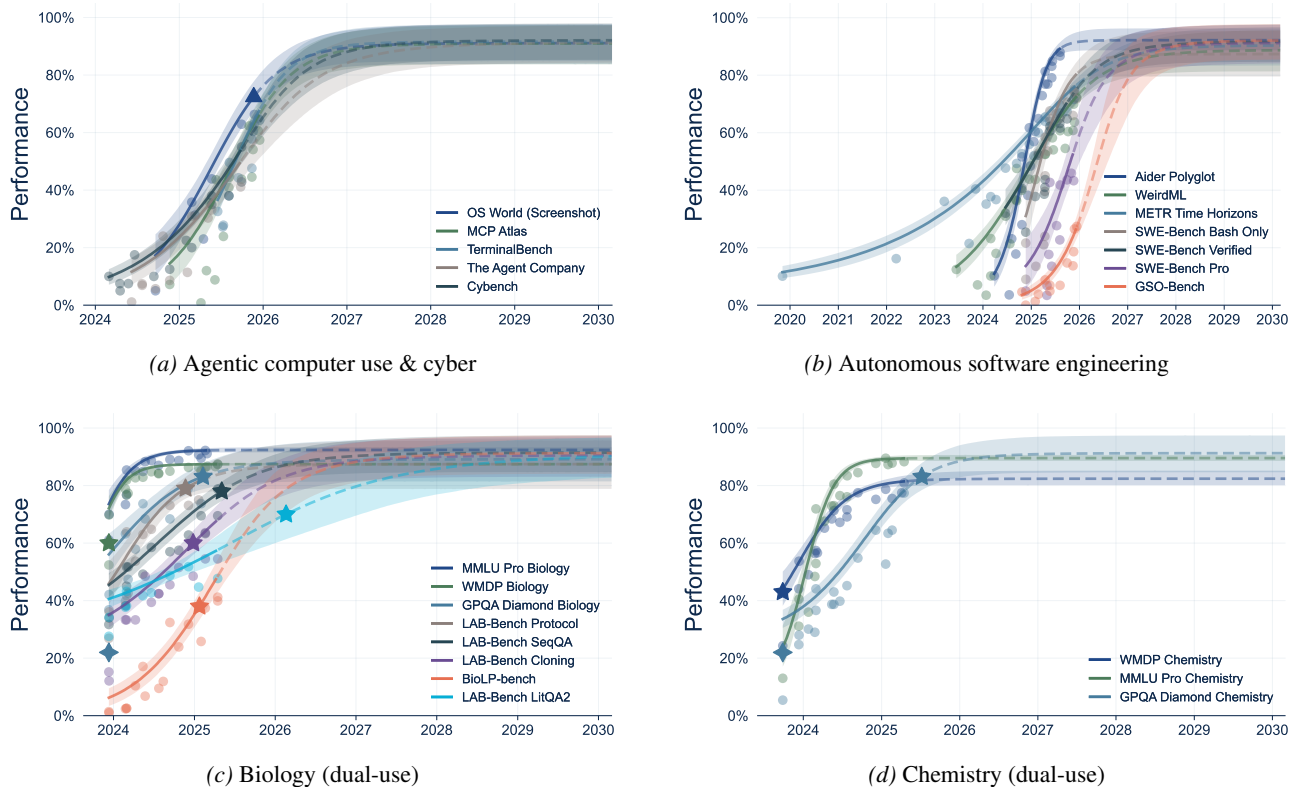 Performance
100%
80%
60%
40%
20%
0%
2024 2025 2026 2027 2028 2029 2030
OS World (Screenshot)
MCP Atlas
TerminalBench
The Agent Company
Cybench
(a) Agentic computer use & cyber
Performance
100%
80%
60%
40%
20%
0%
2020 2021 2022 2023 2024 2025 2026 2027 2028 2029 2030
Aider Polyglot
WeirdML
METR Time Horizons
SWE-Bench Bash Only
SWE-Bench Verified
SWE-Bench Pro
GSO-Bench
(b) Autonomous software engineering
Performance
100%
80%
60%
40%
20%
0%
2024 2025 2026 2027 2028 2029 2030
MMLU Pro Biology
WMDP Biology
GPQA Diamond Biology
LAB-Bench Protocol
LAB-Bench SeqQA
LAB-Bench Cloning
BioLP-bench
LAB-Bench LitQA2
(c) Biology (dual-use)
Performance
100%
80%
60%
40%
20%
0%
2024 2025 2026 2027 2028 2029 2030
WMDP Chemistry
MMLU Pro Chemistry
GPQA Diamond Chemistry
(d) Chemistry (dual-use)